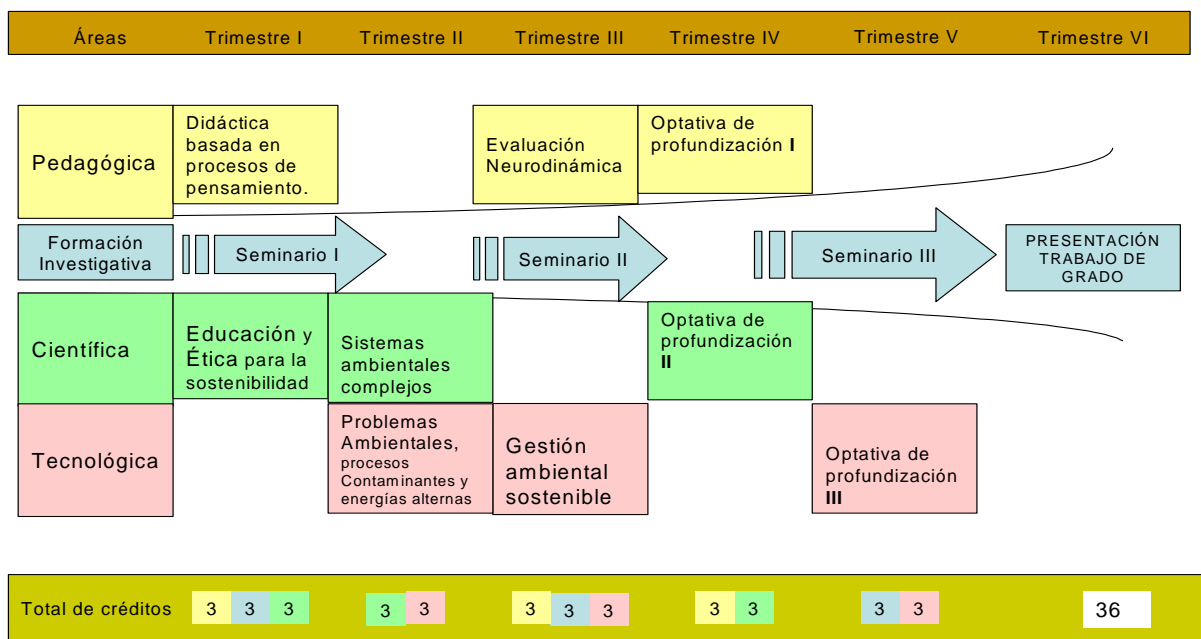 Áreas Trimestre I Trimestre II Trimestre III Trimestre IV Trimestre V Trimestre VI
Pedagógica
Didáctica
basada en
procesos de
pensamiento.
Evaluación
Neurodinámica
Optativa de
profundización I
Formación
Investigativa
Seminario I
Seminario II
Seminario III
PRESENTACIÓN
TRABAJO DE
GRADO
Científica
Educación y
Ética para la
sostenibilidad
Sistemas
ambientales
complejos
Optativa de
profundización
II
Tecnológica
Problemas
Ambientales,
procesos
Contaminantes y
energías alternas
Gestión
ambiental
sostenible
Optativa de
profundización
III
Total de créditos 3 3 3 3 3 3 3 3 3 3 3 3 36